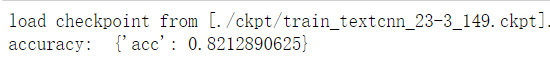 load checkpoint from [./ckpt/train_textcnn_23-3_149.ckpt].
accuracy:  {'acc': 0.8212890625}